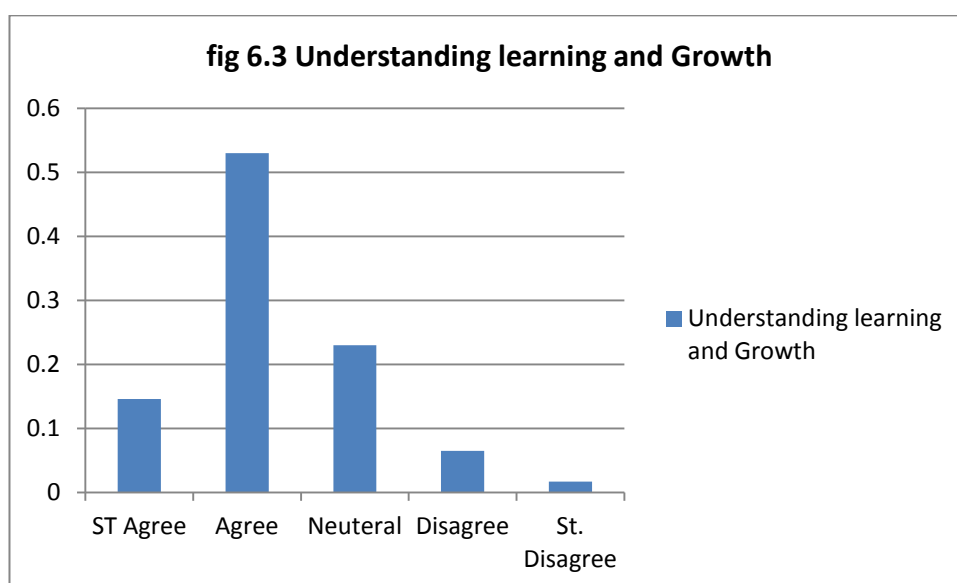 fig 6.3 Understanding learning and Growth
0.6
0.5
0.4
0.3
0.2
0.1
0
ST Agree Agree Neuteral Disagree St.
Disagree
Understanding learning
and Growth